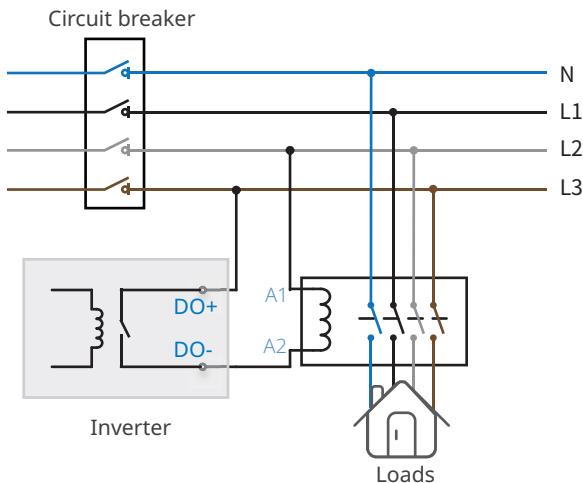 Circuit breaker
N
L1
L2
L3
A1
DO+
DO-
A2
Inverter
Loads